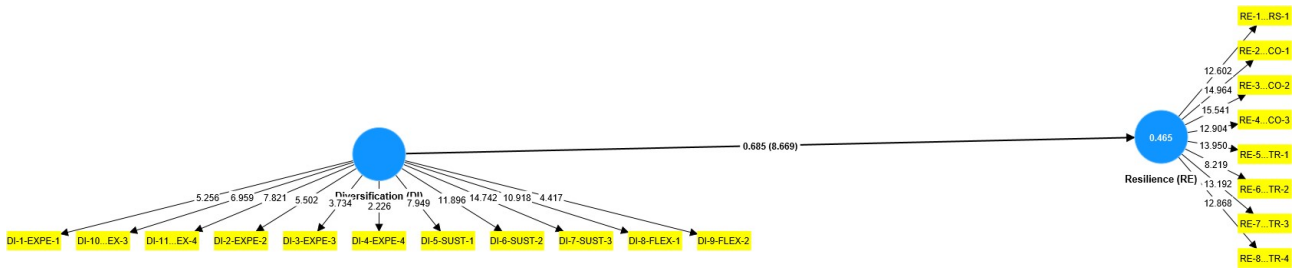 RE-1...RS-1
RE-2...CO-1
12.602
14.964
RE-3...CO-2
15.541
RE-4...CO-3
12.904
0.465
0.685 (8.669)
13.950
RE-5...TR-1
8.219
Resilience (RE)
RE-6...TR-2
13.192
12.868
RE-7...TR-3
RE-8...TR-4
Diversification (DI)
5.256 6.959 7.821 5.502 3.734 2.226 7.949 11.896 14.742 10.918 4.417
DI-1-EXPE-1 DI-10...EX-3 DI-11...EX-4 DI-2-EXPE-2 DI-3-EXPE-3 DI-4-EXPE-4 DI-5-SUST-1 DI-6-SUST-2 DI-7-SUST-3 DI-8-FLEX-1 DI-9-FLEX-2